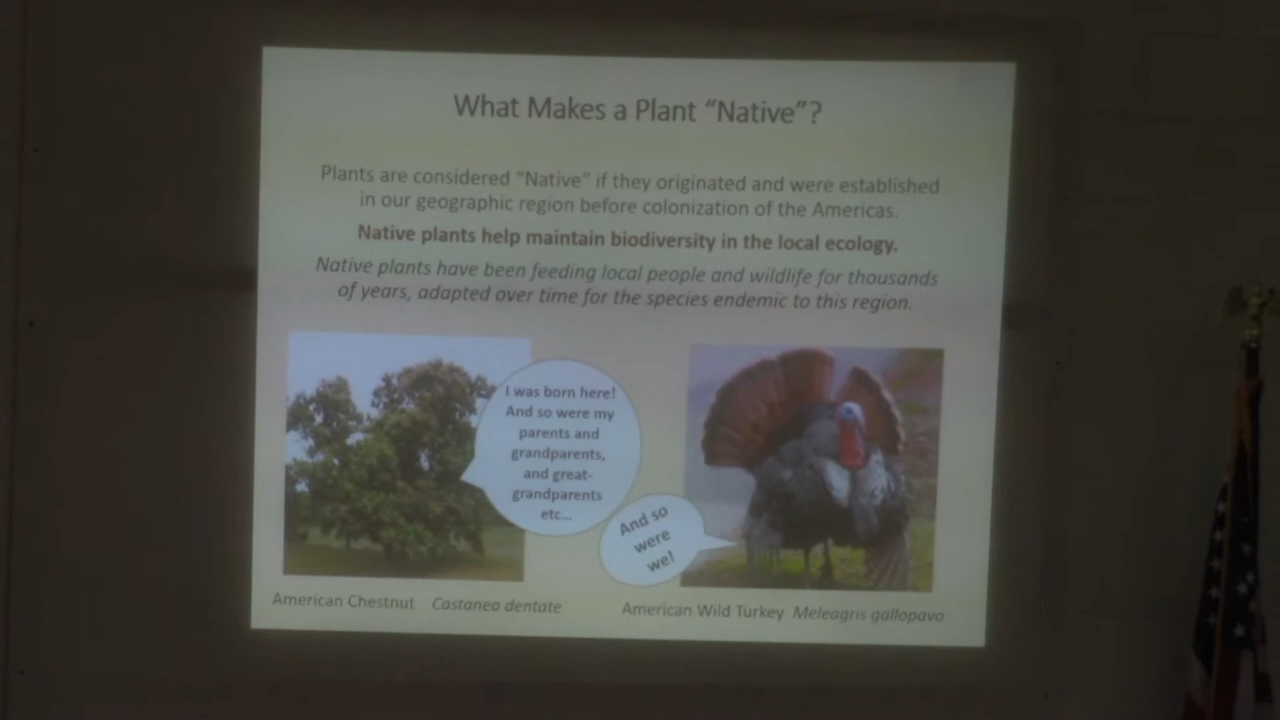 What Makes a Plant “Native”?
Plants are considered “Native” if they originated and were established
in our geographic region before colonization of the Americas.
Native plants help maintain biodiversity in the local ecology.
Native plants have been feeding local people and wildlife for thousands
of years, adapted over time for the species endemic to this region.
I was born here!
And so were my
parents and
grandparents,
and great-
grandparents
etc...
And so
were
we!
American Chestnut Castanea dentate
American Wild Turkey Meleagris gallopavo